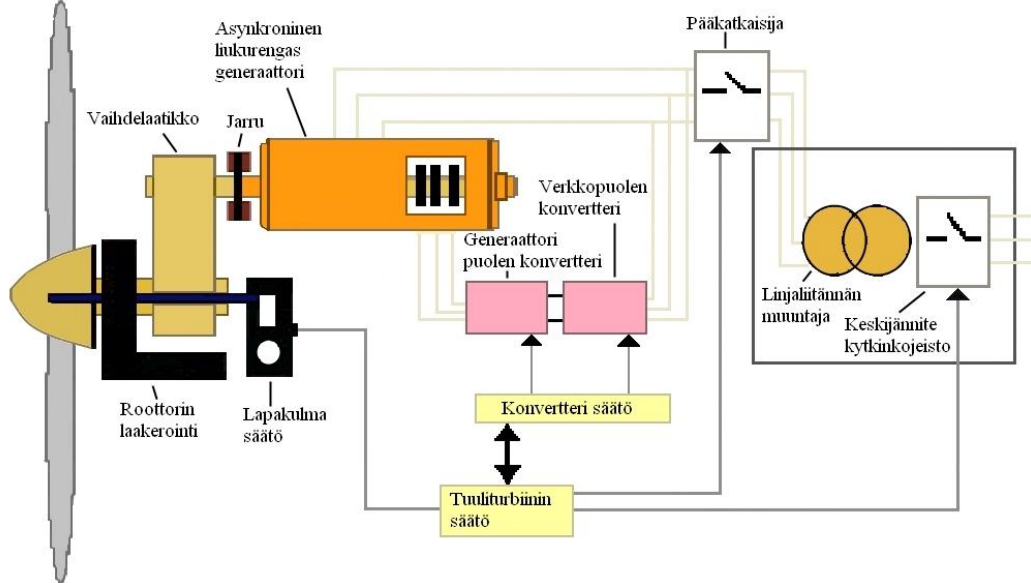 Pääkatkaisija
Asynkroninen
liukurengas
generaattori
Vaihdelaatikko
Jarru
Verkkopuolen
konvertteri
Generaattori
puolen konvertteri
Linjaliitännän
muuntaja
Keskijännite
kytkinkojeisto
Roottorin
laakerointi
Lapakulma
säätö
Konvertteri säätö
Tuuliturbiinin
säätö